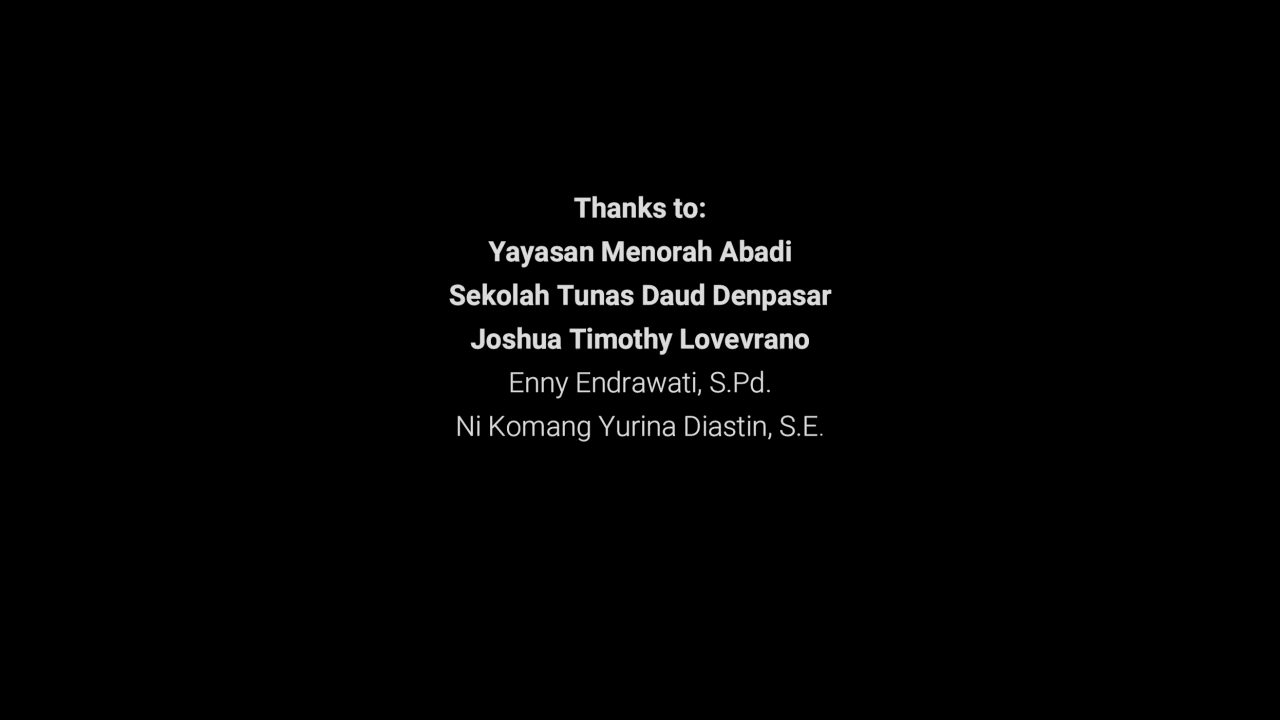 Thanks to:
Yayasan Menorah Abadi
Sekolah Tunas Daud Denpasar
Joshua Timothy Lovevrano
Enny Endrawati, S.Pd.
Ni Komang Yurina Diastin, S.E.